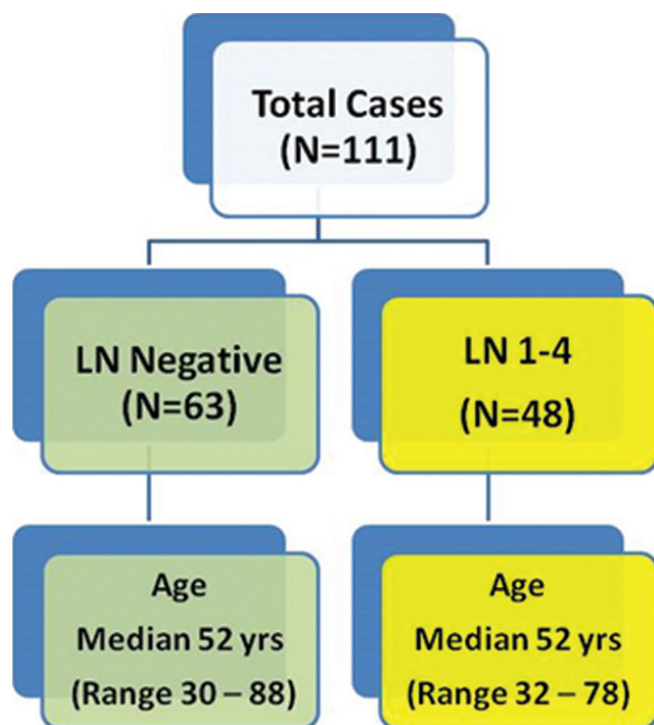 Total Cases
(N=111)
LN Negative
(N=63)
LN 1-4
(N=48)
Age
Median 52 yrs
(Range 30 – 88)
Age
Median 52 yrs
(Range 32 – 78)